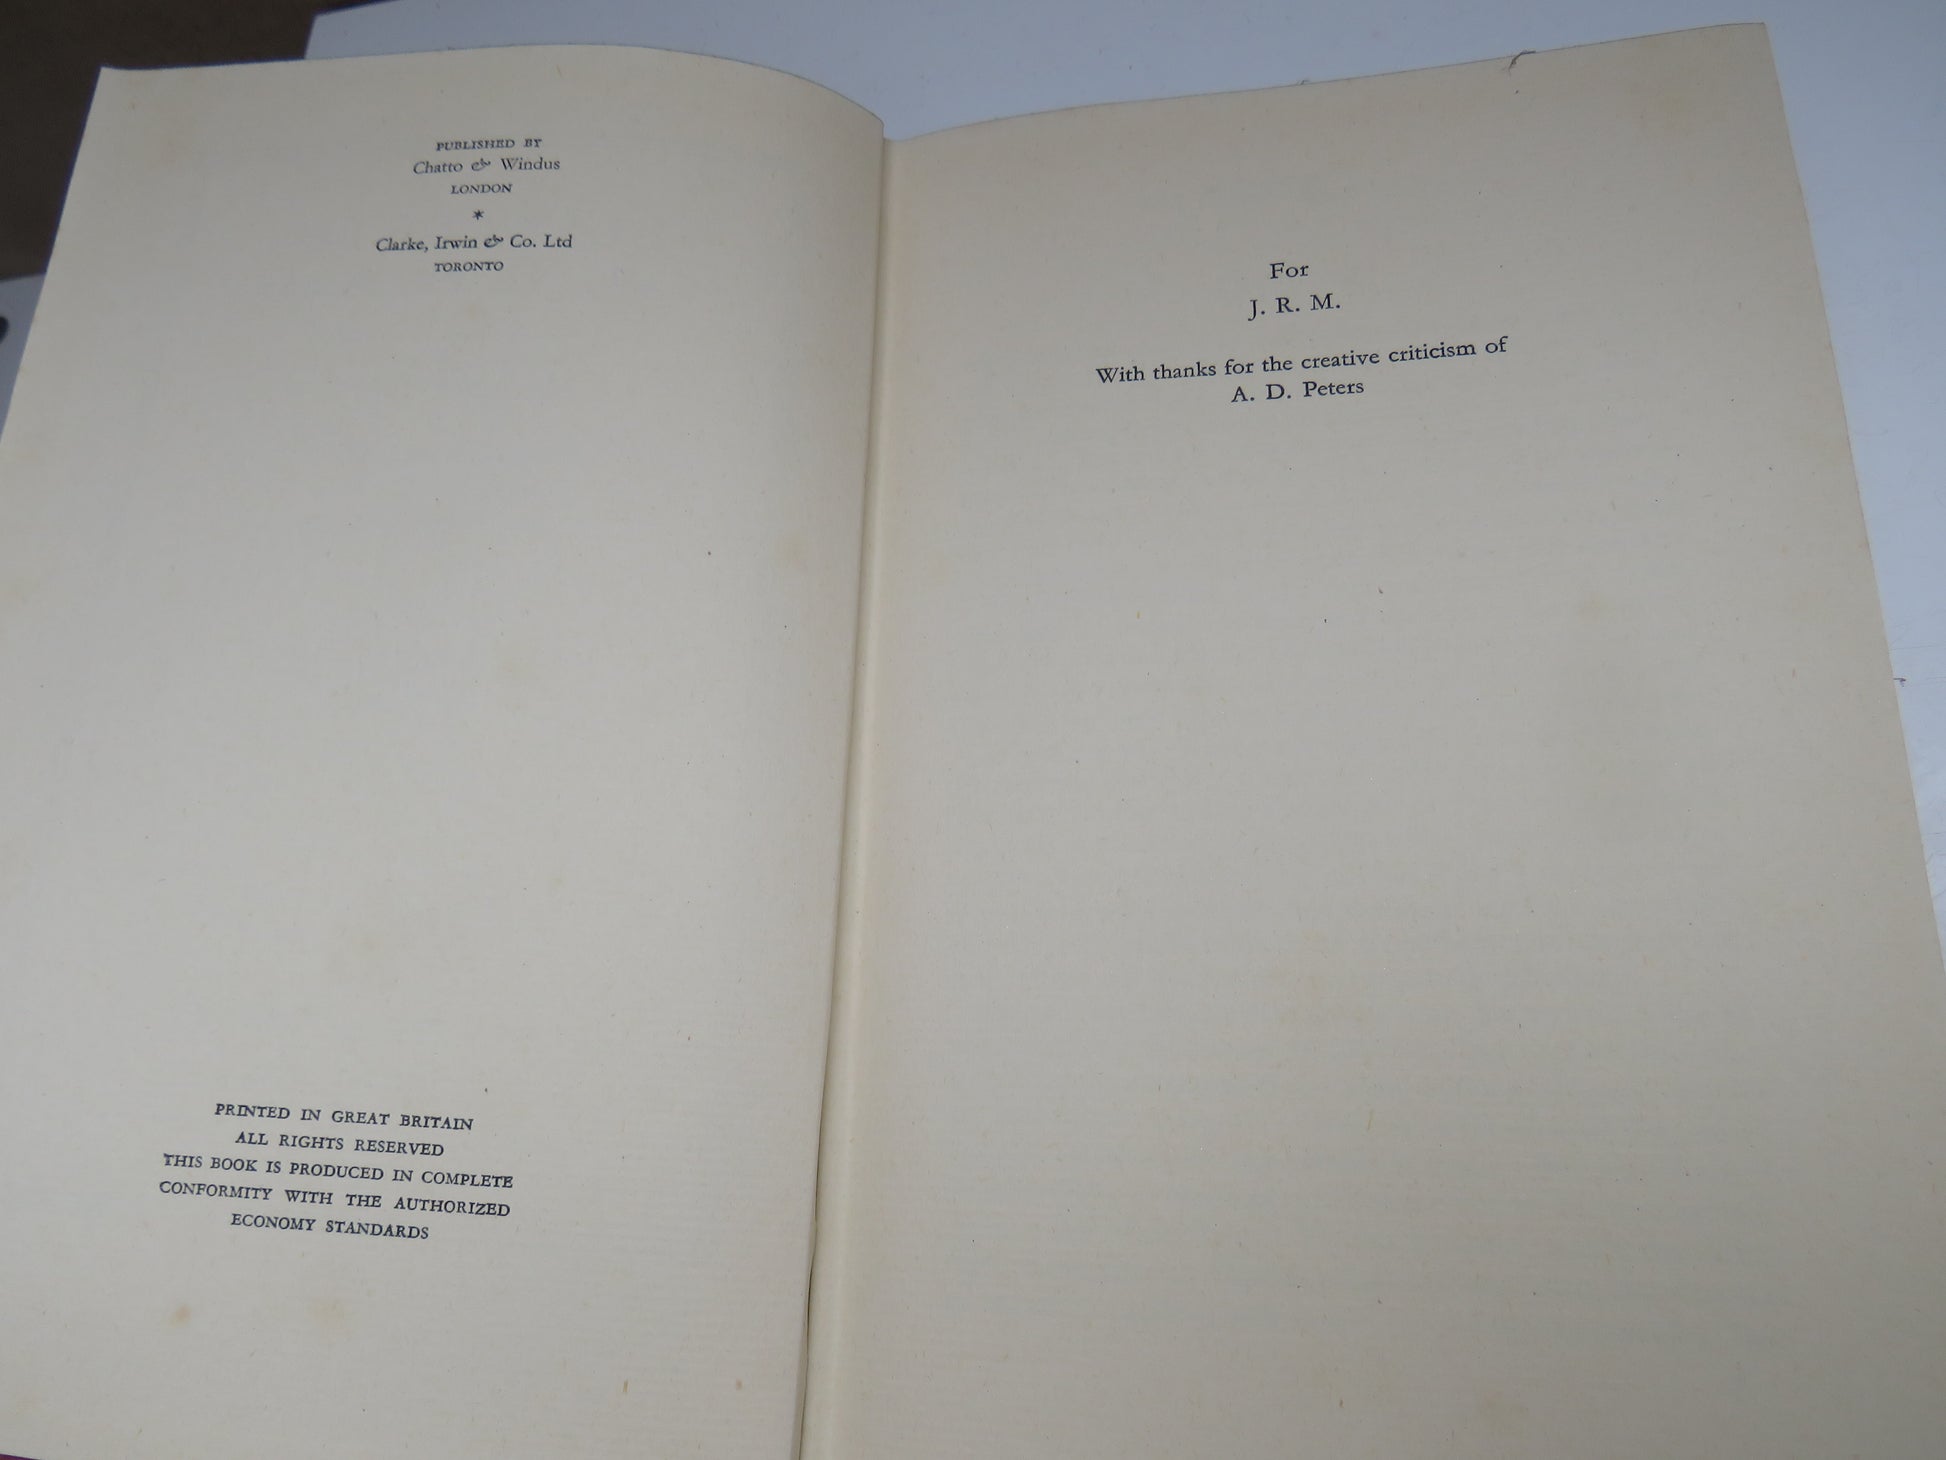 PUBLISHED BY
Chatto & Windus
LONDON
*
Clarke, Irwin & Co. Ltd
TORONTO
PRINTED IN GREAT BRITAIN
ALL RIGHTS RESERVED
THIS BOOK IS PRODUCED IN COMPLETE
CONFORMITY WITH THE AUTHORIZED
ECONOMY STANDARDS
For
J. R. M.
With thanks for the creative criticism of
A. D. Peters